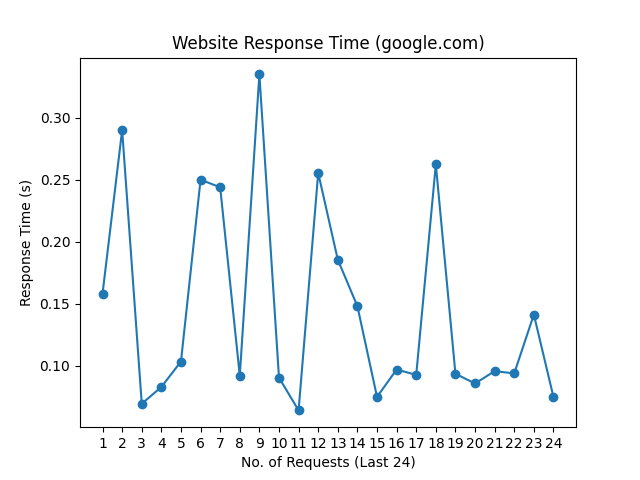 Website Response Time (google.com)
0.30
0.25
0.20
0.15
0.10
Response Time (s)
1 2 3 4 5 6 7 8 9 10 11 12 13 14 15 16 17 18 19 20 21 22 23 24
No. of Requests (Last 24)